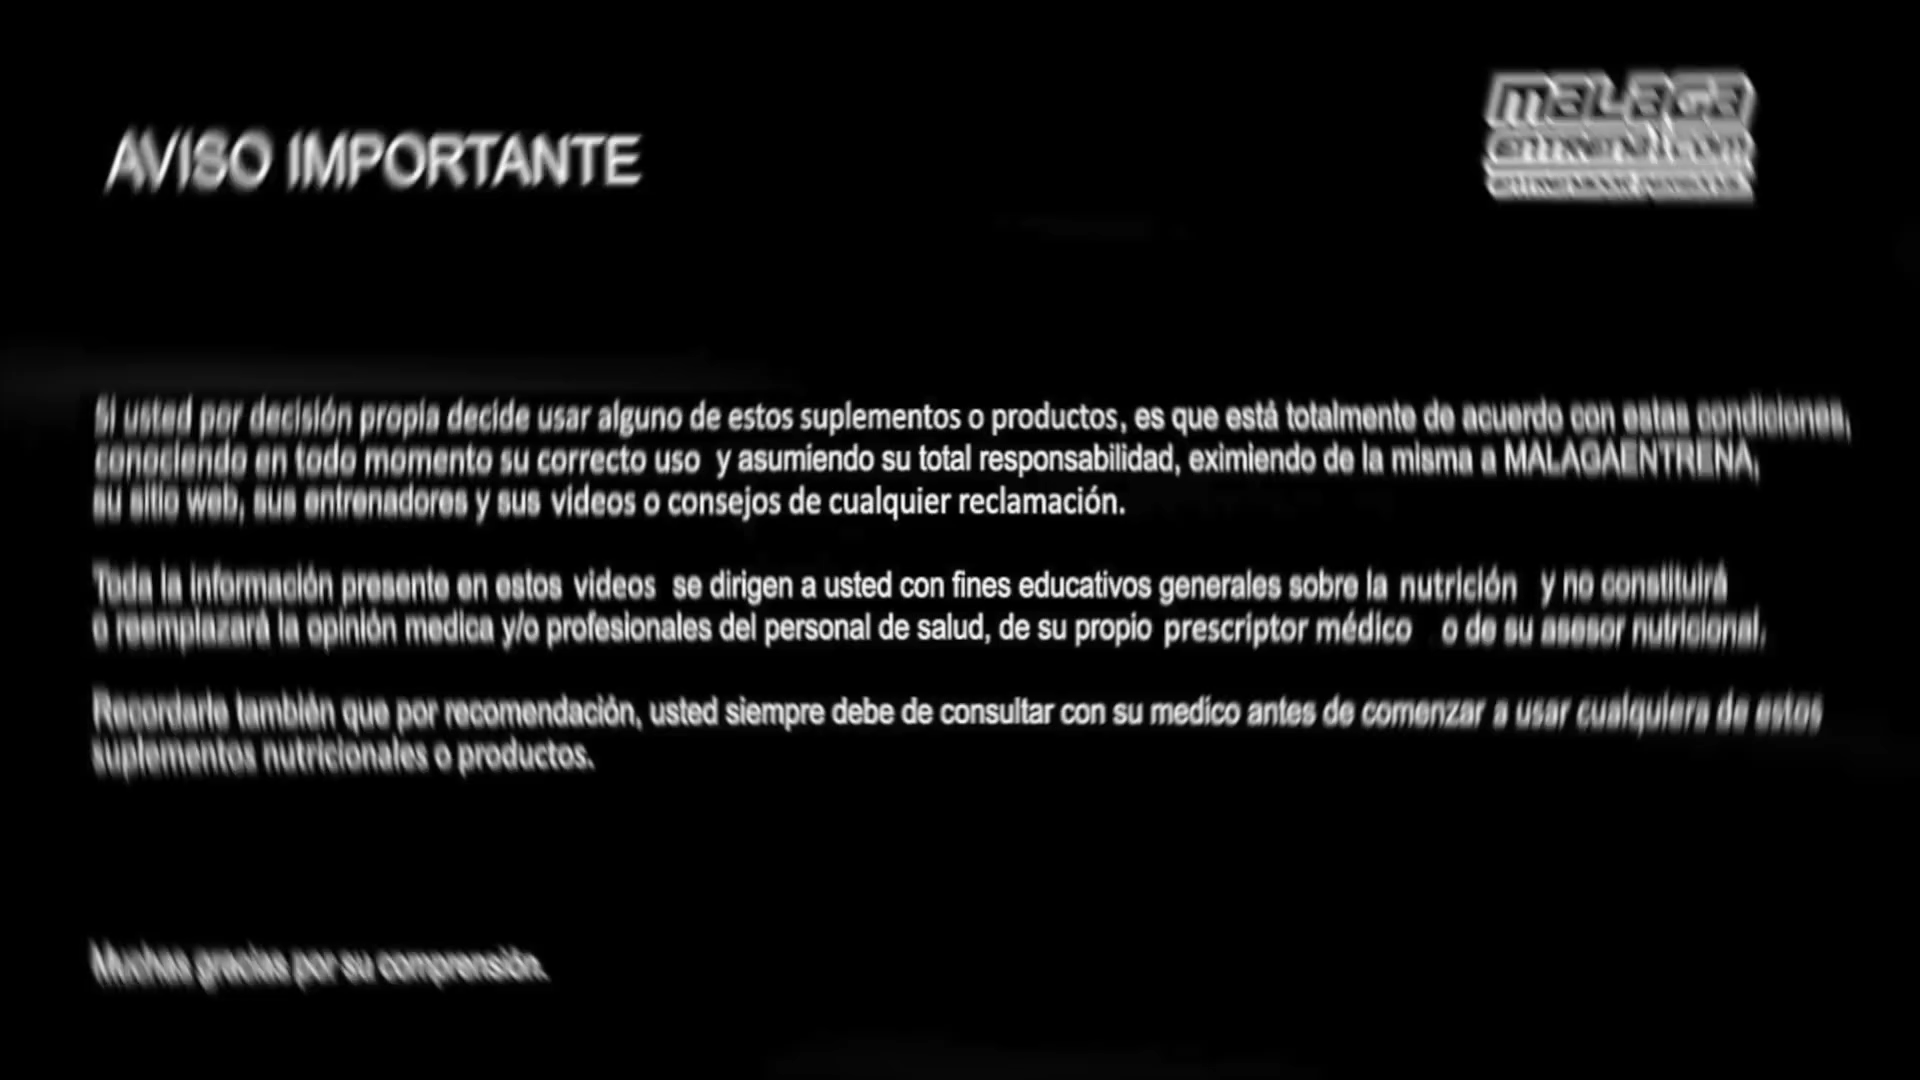 AVISO IMPORTANTE
MALAGA
entrena.com
Si usted por decisión propia decide usar alguno de estos suplementos o productos, es que está totalmente de acuerdo con estas condiciones,
conociendo en todo momento su correcto uso y asumiendo su total responsabilidad, eximiendo de la misma a MALAGAENTRENA,
su sitio web, sus entrenadores y sus videos o consejos de cualquier reclamación.
Toda la información presente en estos videos se dirigen a usted con fines educativos generales sobre la nutrición y no constituirá
o reemplazará la opinión medica y/o profesionales del personal de salud, de su propio prescriptor médico o de su asesor nutricional.
Recordarle también que por recomendación, usted siempre debe de consultar con su medico antes de comenzar a usar cualquiera de estos
suplementos nutricionales o productos.
Muchas gracias por su comprensión.